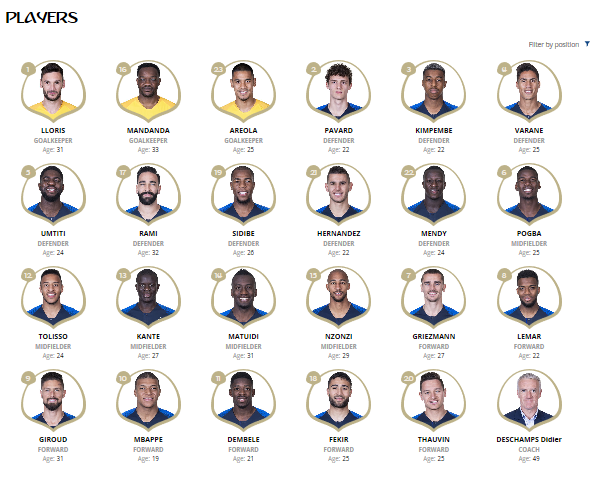 PLAYERS
Filter by position
1 16 23 2 3 4
LLORIS MANDANDA AREOLA PAVARD KIMPEMBE VARANE
GOALKEEPER GOALKEEPER GOALKEEPER DEFENDER DEFENDER DEFENDER
Age: 31 Age: 33 Age: 25 Age: 22 Age: 22 Age: 25
5 17 19 21 22 6
UMTITI RAMI SIDIBE HERNANDEZ MENDY POGBA
DEFENDER DEFENDER DEFENDER DEFENDER DEFENDER MIDFIELDER
Age: 24 Age: 32 Age: 26 Age: 22 Age: 24 Age: 25
12 13 14 15 7 8
TOLISSO KANTE MATUIDI NZONZI GRIEZMANN LEMAR
MIDFIELDER MIDFIELDER MIDFIELDER MIDFIELDER FORWARD FORWARD
Age: 24 Age: 27 Age: 31 Age: 29 Age: 27 Age: 22
9 10 11 18 20
GIROUD MBAPPE DEMBELE FEKIR THAUVIN DESCHAMPS Didier
FORWARD FORWARD FORWARD FORWARD FORWARD COACH
Age: 31 Age: 19 Age: 21 Age: 25 Age: 25 Age: 49